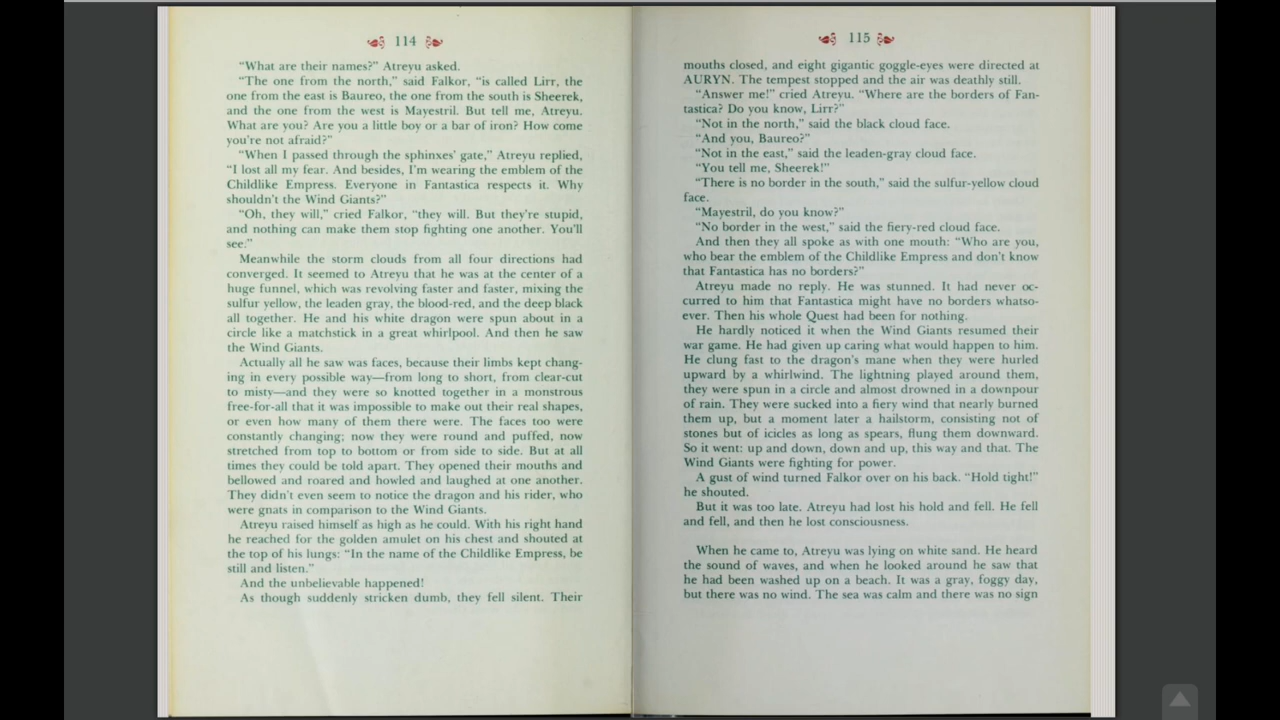 114
“What are their names?” Atreyu asked.
“The one from the north,” said Falkor, “is called Lirr, the
one from the east is Baureo, the one from the south is Sheerek,
and the one from the west is Mayestril. But tell me, Atreyu.
What are you? Are you a little boy or a bar of iron? How come
you’re not afraid?”
“When I passed through the sphinxes’ gate,” Atreyu replied,
“I lost all my fear. And besides, I’m wearing the emblem of the
Childlike Empress. Everyone in Fantastica respects it. Why
shouldn’t the Wind Giants?”
“Oh, they will,” cried Falkor, “they will. But they’re stupid,
and nothing can make them stop fighting one another. You’ll
see.”
Meanwhile the storm clouds from all four directions had
converged. It seemed to Atreyu that he was at the center of a
huge funnel, which was revolving faster and faster, mixing the
sulfur yellow, the leaden gray, the blood-red, and the deep black
all together. He and his white dragon were spun about in a
circle like a matchstick in a great whirlpool. And then he saw
the Wind Giants.
Actually all he saw was faces, because their limbs kept chang-
ing in every possible way—from long to short, from clear-cut
to misty—and they were so knotted together in a monstrous
free-for-all that it was impossible to make out their real shapes,
or even how many of them there were. The faces too were
constantly changing; now they were round and puffed, now
stretched from top to bottom or from side to side. But at all
times they could be told apart. They opened their mouths and
bellowed and roared and howled and laughed at one another.
They didn’t even seem to notice the dragon and his rider, who
were gnats in comparison to the Wind Giants.
Atreyu raised himself as high as he could. With his right hand
he reached for the golden amulet on his chest and shouted at
the top of his lungs: “In the name of the Childlike Empress, be
still and listen.”
And the unbelievable happened!
As though suddenly stricken dumb, they fell silent. Their
115
mouths closed, and eight gigantic goggle-eyes were directed at
AURYN. The tempest stopped and the air was deathly still.
“Answer me!” cried Atreyu. “Where are the borders of Fan-
tastica? Do you know, Lirr?”
“Not in the north,” said the black cloud face.
“And you, Baureo?”
“Not in the east,” said the leaden-gray cloud face.
“You tell me, Sheerek!”
“There is no border in the south,” said the sulfur-yellow cloud
face.
“Mayestril, do you know?”
“No border in the west,” said the fiery-red cloud face.
And then they all spoke as with one mouth: “Who are you,
who bear the emblem of the Childlike Empress and don’t know
that Fantastica has no borders?”
Atreyu made no reply. He was stunned. It had never oc-
curred to him that Fantastica might have no borders whatso-
ever. Then his whole Quest had been for nothing.
He hardly noticed it when the Wind Giants resumed their
war game. He had given up caring what would happen to him.
He clung fast to the dragon’s mane when they were hurled
upward by a whirlwind. The lightning played around them,
they were spun in a circle and almost drowned in a downpour
of rain. They were sucked into a fiery wind that nearly burned
them up, but a moment later a hailstorm, consisting not of
stones but of icicles as long as spears, flung them downward.
So it went: up and down, down and up, this way and that. The
Wind Giants were fighting for power.
A gust of wind turned Falkor over on his back. “Hold tight!”
he shouted.
But it was too late. Atreyu had lost his hold and fell. He fell
and fell, and then he lost consciousness.
When he came to, Atreyu was lying on white sand. He heard
the sound of waves, and when he looked around he saw that
he had been washed up on a beach. It was a gray, foggy day,
but there was no wind. The sea was calm and there was no sign